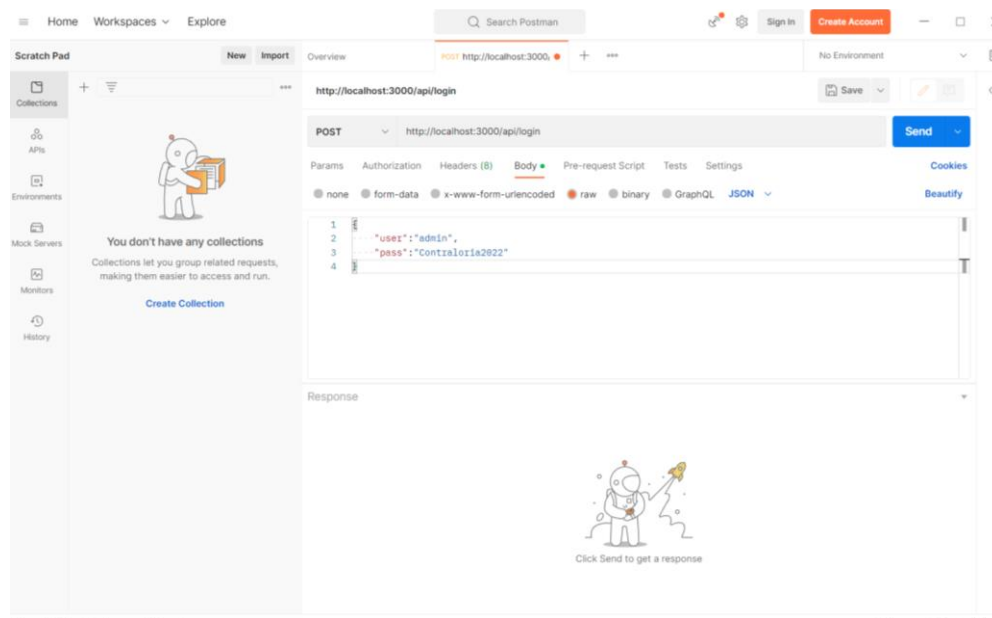 Home Workspaces Explore Search Postman Sign In Create Account
Scratch Pad New Import Overview POST http://localhost:3000, No Environment
Collections
APIs
Environments
Mock Servers
Monitors
History
You don't have any collections
Collections let you group related requests,
making them easier to access and run.
Create Collection
http://localhost:3000/api/login Save
POST http://localhost:3000/api/login Send
Params Authorization Headers (8) Body Pre-request Script Tests Settings Cookies
none form-data x-www-form-urlencoded raw binary GraphQL JSON Beautify
1 {
2 "user":"admin",
3 "pass":"Contraloria2022"
4 }
Response
Click Send to get a response